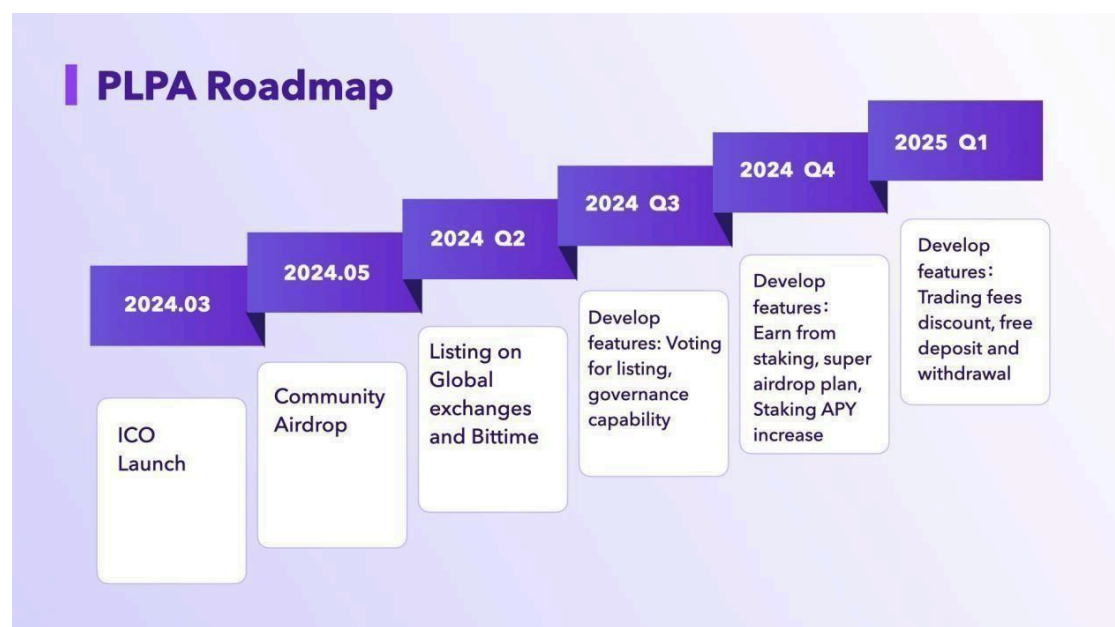 PLPA Roadmap
2024.03
ICO
Launch
2024.05
Community
Airdrop
2024 Q2
Listing on
Global
exchanges
and Bittime
2024 Q3
Develop
features: Voting
for listing,
governance
capability
2024 Q4
Develop
features：
Earn from
staking, super
airdrop plan,
Staking APY
increase
2025 Q1
Develop
features：
Trading fees
discount, free
deposit and
withdrawal